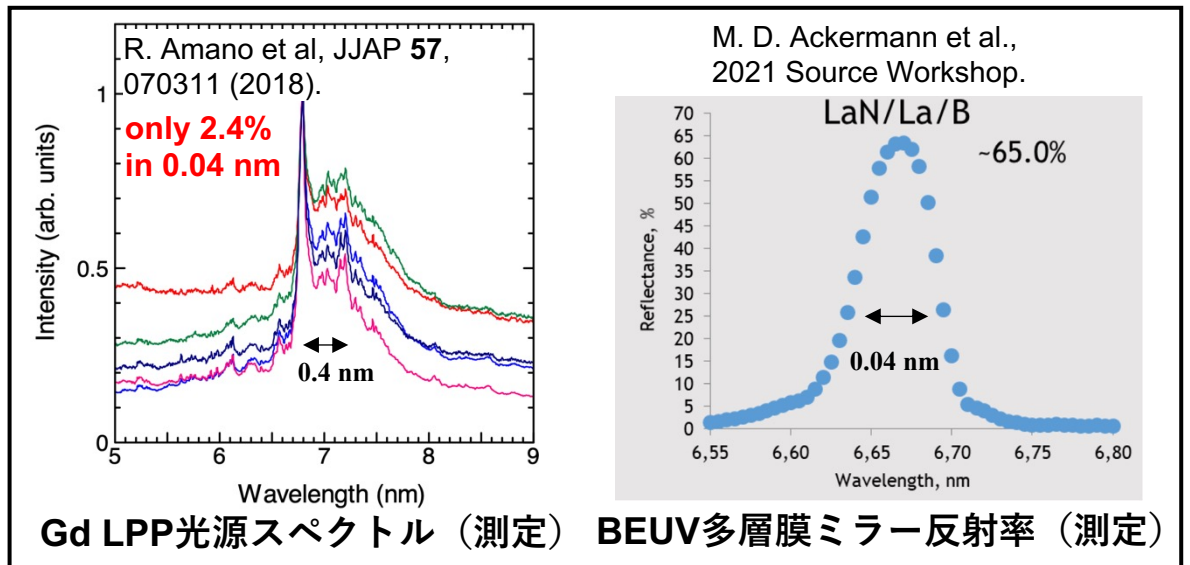 R. Amano et al, JJAP 57,
070311 (2018).
only 2.4%
in 0.04 nm
1
0.5
0
Intensity (arb. units)
0.4 nm
5 6 7 8 9
Wavelength (nm)
Gd LPP光源スペクトル（測定）
M. D. Ackermann et al.,
2021 Source Workshop.
LaN/La/B
~65.0%
70
65
60
55
50
45
40
35
30
25
20
15
10
5
0
Reflectance, %
0.04 nm
6,55 6,60 6,65 6,70 6,75 6,80
Wavelength, nm
BEUV多層膜ミラー反射率（測定）